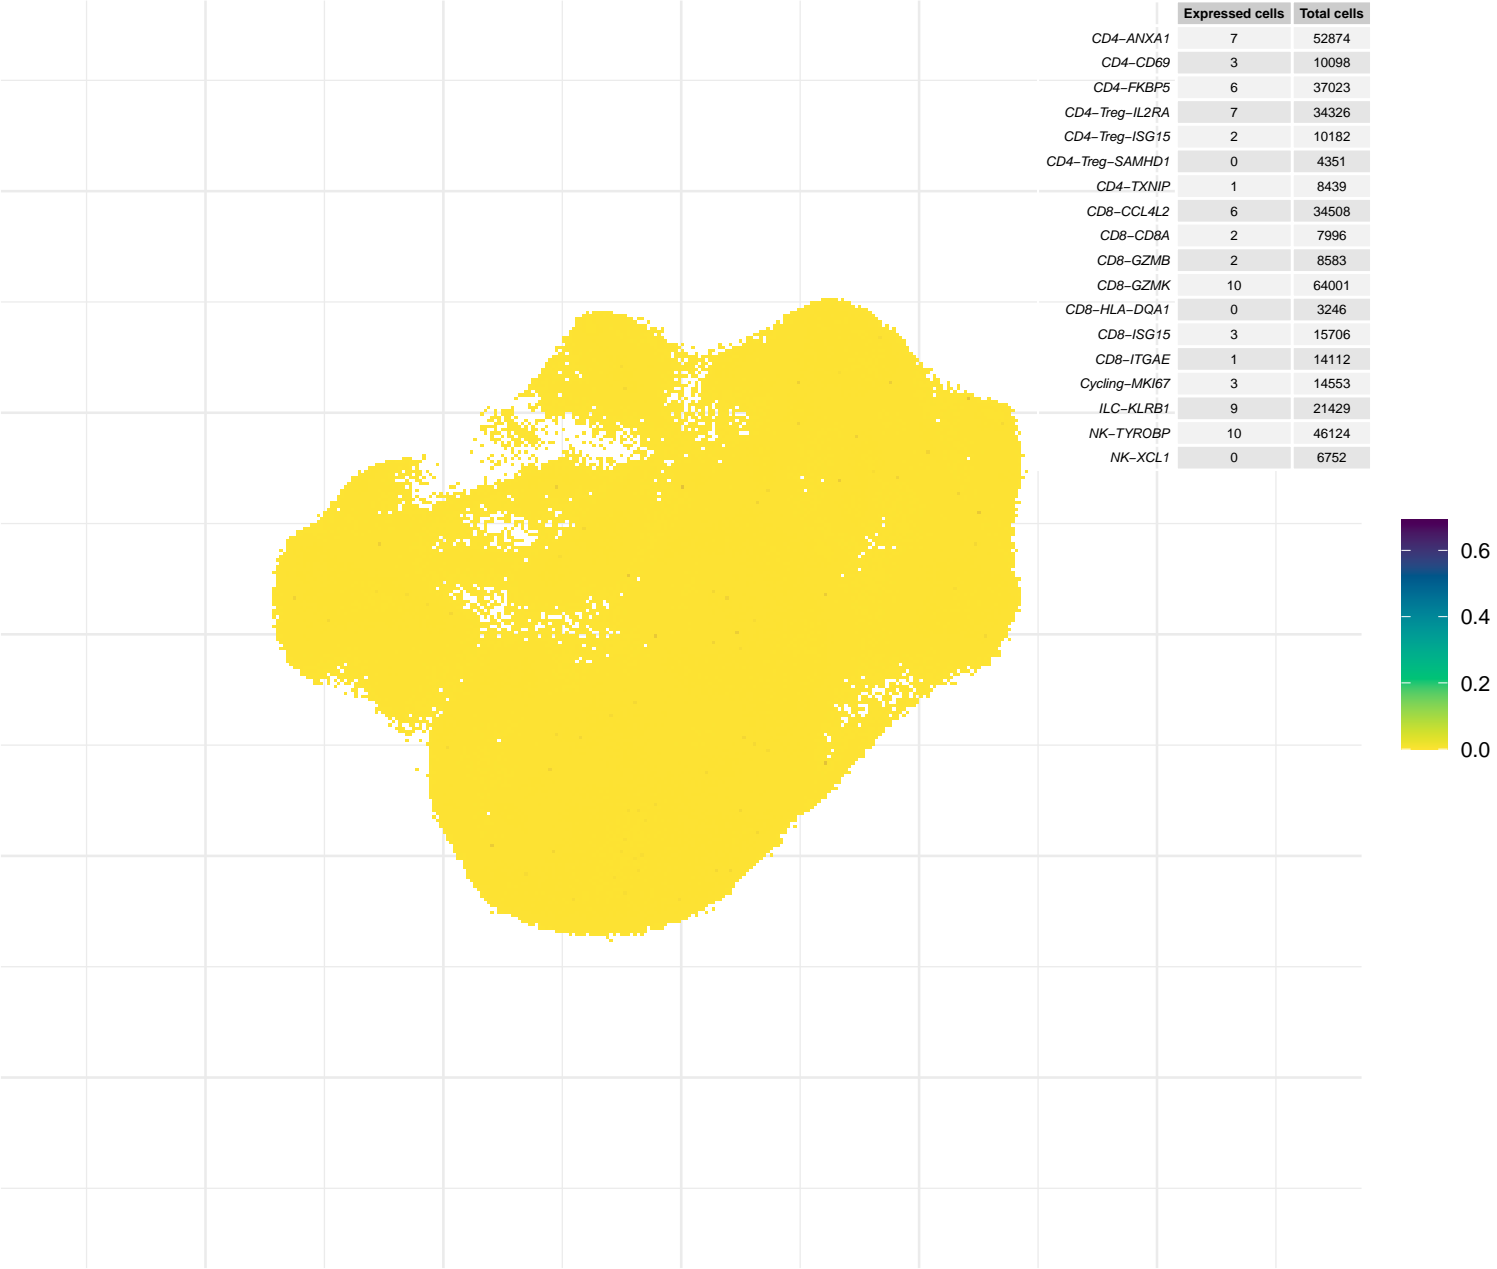 Expressed cells Total cells
CD4−ANXA1 7 52874
CD4−CD69 3 10098
CD4−FKBP5 6 37023
CD4−Treg−IL2RA 7 34326
CD4−Treg−ISG15 2 10182
CD4−Treg−SAMHD1 0 4351
CD4−TXNIP 1 8439
CD8−CCL4L2 6 34508
CD8−CD8A 2 7996
CD8−GZMB 2 8583
CD8−GZMK 10 64001
CD8−HLA−DQA1 0 3246
CD8−ISG15 3 15706
CD8−ITGAE 1 14112
Cycling−MKI67 3 14553
ILC−KLRB1 9 21429
NK−TYROBP 10 46124
NK−XCL1 0 6752
0.6
0.4
0.2
0.0